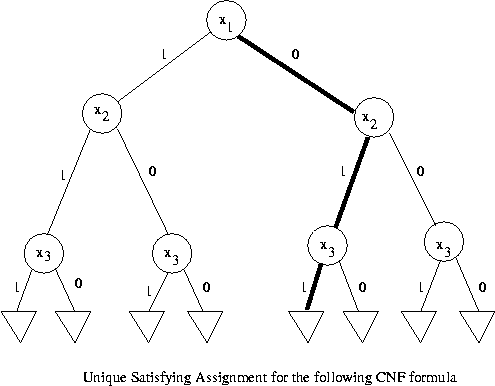 x1
1 0
x2 x2
1 0 1 0
x3 x3 x3 x3
1 0 1 0 1 0 1 0
Unique Satisfying Assignment for the following CNF formula